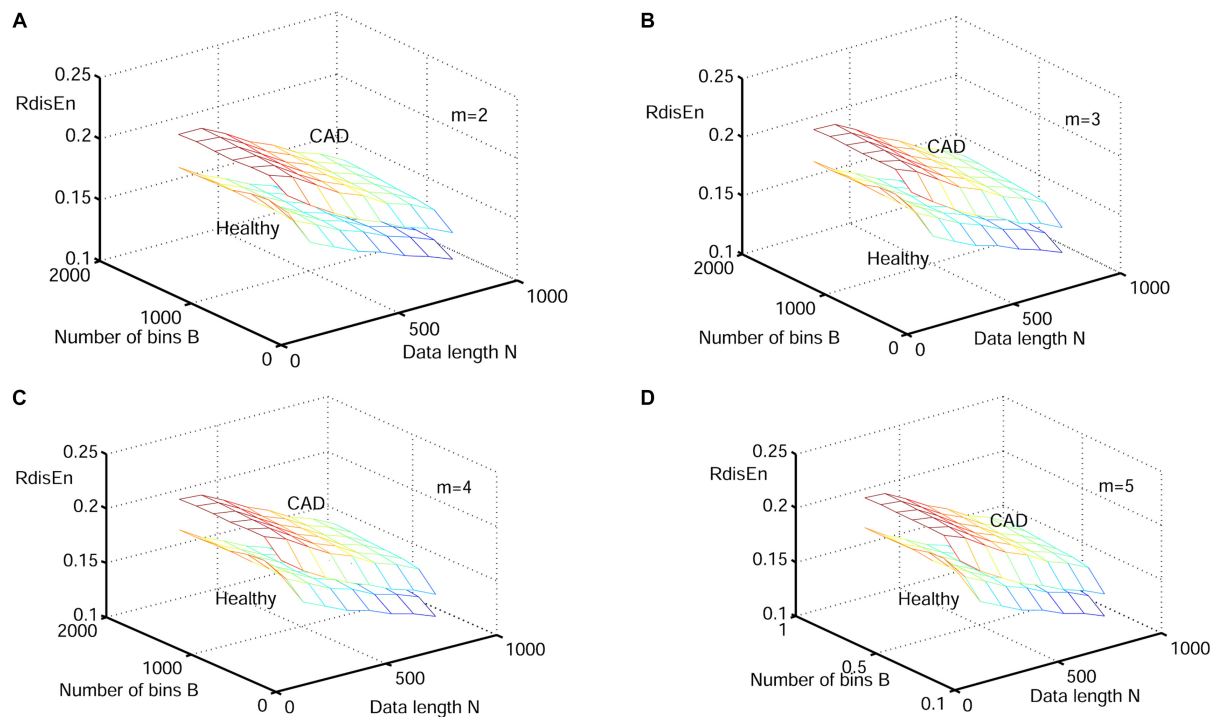 A
0.25
RdisEn
0.2
0.15
0.1
2000
1000
0
Number of bins B
0
500
1000
Data length N
m=2
CAD
Healthy
B
0.25
RdisEn
0.2
0.15
0.1
2000
1000
0
Number of bins B
0
500
1000
Data length N
m=3
CAD
Healthy
C
0.25
RdisEn
0.2
0.15
0.1
2000
1000
0
Number of bins B
0
500
1000
Data length N
m=4
CAD
Healthy
D
0.25
RdisEn
0.2
0.15
0.1
1
0.5
0.1
Number of bins B
0
500
1000
Data length N
m=5
CAD
Healthy